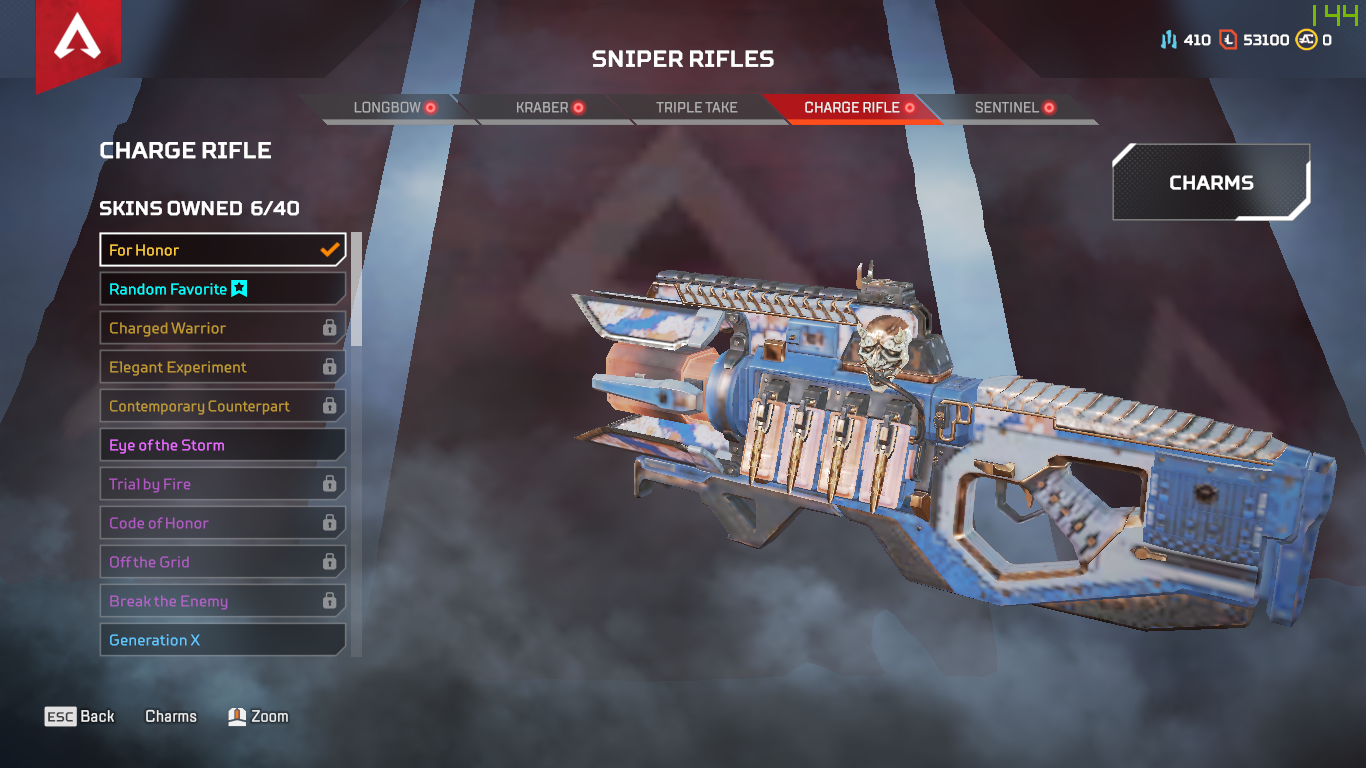 144
410 53100 0
SNIPER RIFLES
LONGBOW KRABER TRIPLE TAKE CHARGE RIFLE SENTINEL
CHARGE RIFLE
CHARMS
SKINS OWNED 6/40
For Honor
Random Favorite
Charged Warrior
Elegant Experiment
Contemporary Counterpart
Eye of the Storm
Trial by Fire
Code of Honor
Off the Grid
Break the Enemy
Generation X
ESC Back Charms Zoom